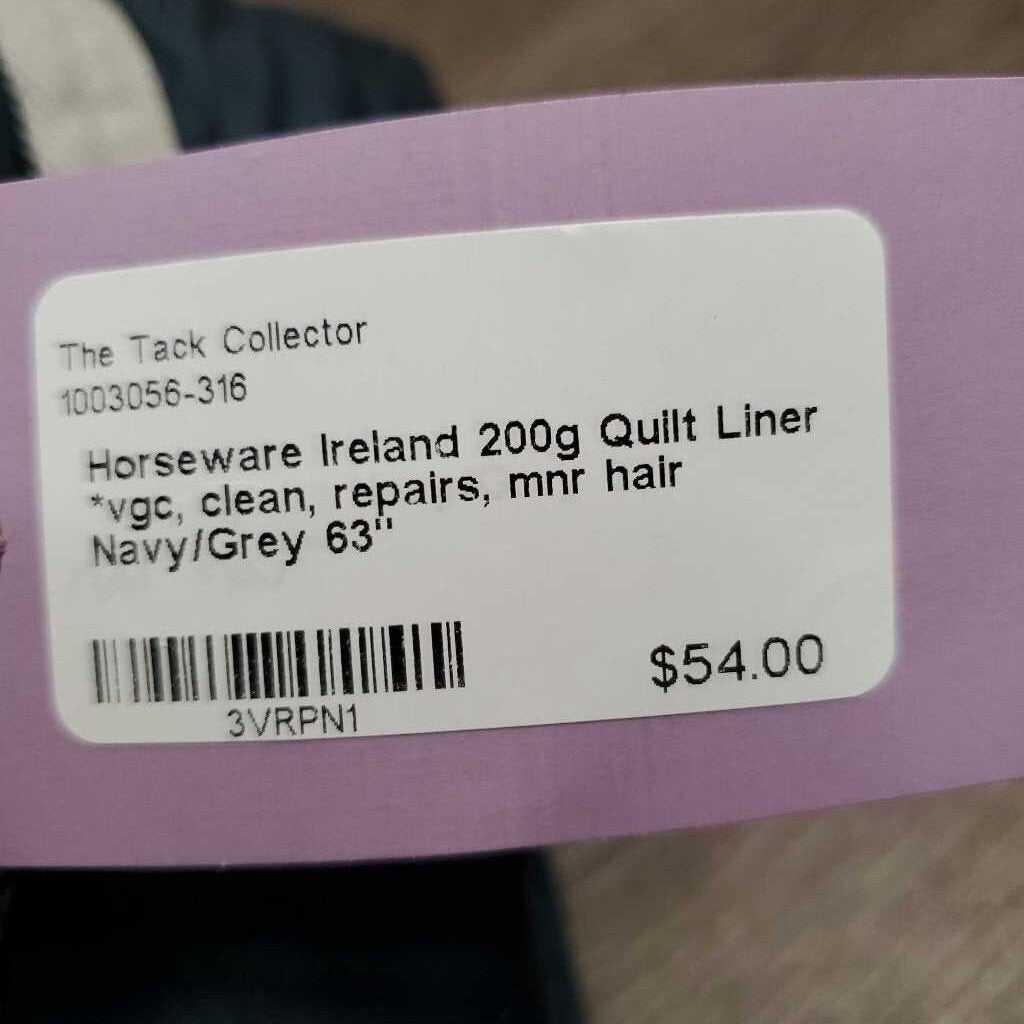 The Tack Collector
1003056-316
Horseware Ireland 200g Quilt Liner
*vgc, clean, repairs, mnr hair
Navy/Grey 63"
3VRPN1
$54.00